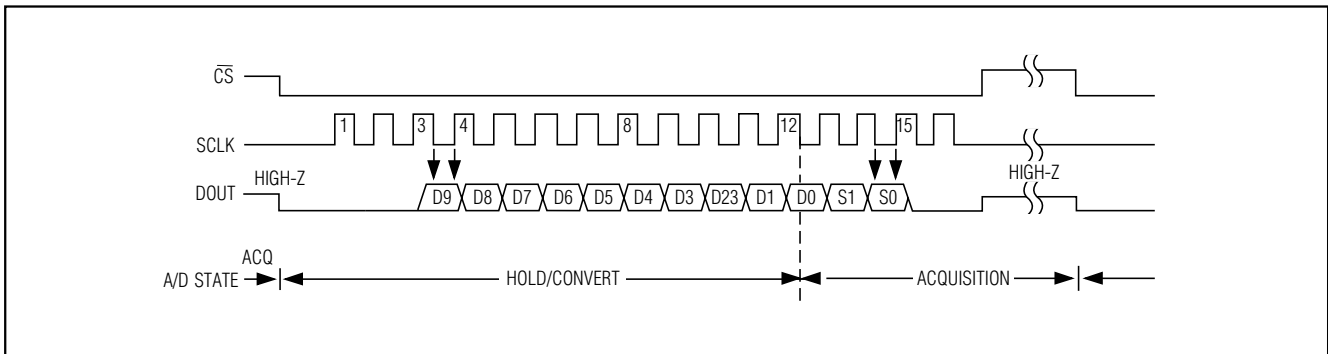 CS
1 3 4 8 12 15
SCLK
HIGH-Z HIGH-Z
DOUT D9 D8 D7 D6 D5 D4 D3 D23 D1 D0 S1 S0
ACQ
A/D STATE HOLD/CONVERT ACQUISITION